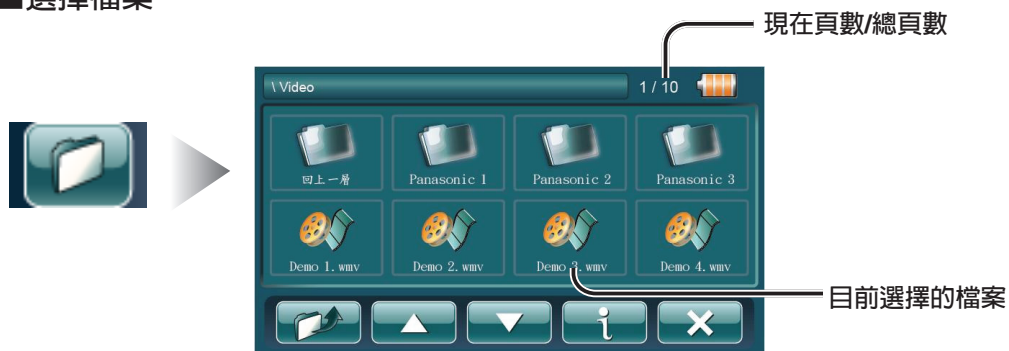 ■選擇檔案
現在頁數/總頁數
\ Video
1 / 10
回上一層
Panasonic 1
Panasonic 2
Panasonic 3
Demo 1. wmv
Demo 2. wmv
Demo 3. wmv
Demo 4. wmv
目前選擇的檔案